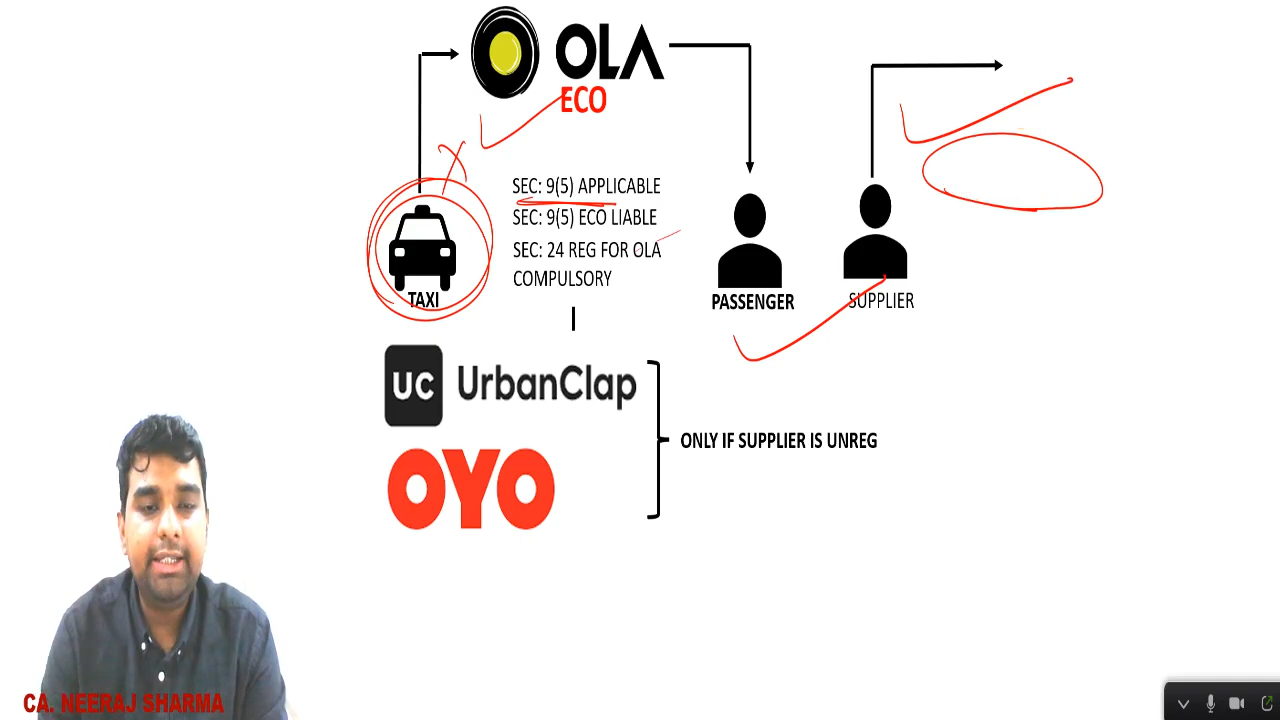 OLA
ECO
SEC: 9(5) APPLICABLE
SEC: 9(5) ECO LIABLE
SEC: 24 REG FOR OLA
COMPULSORY
TAXI
PASSENGER
SUPPLIER
UC UrbanClap
OYO
ONLY IF SUPPLIER IS UNREG
CA. NEERAJ SHARMA